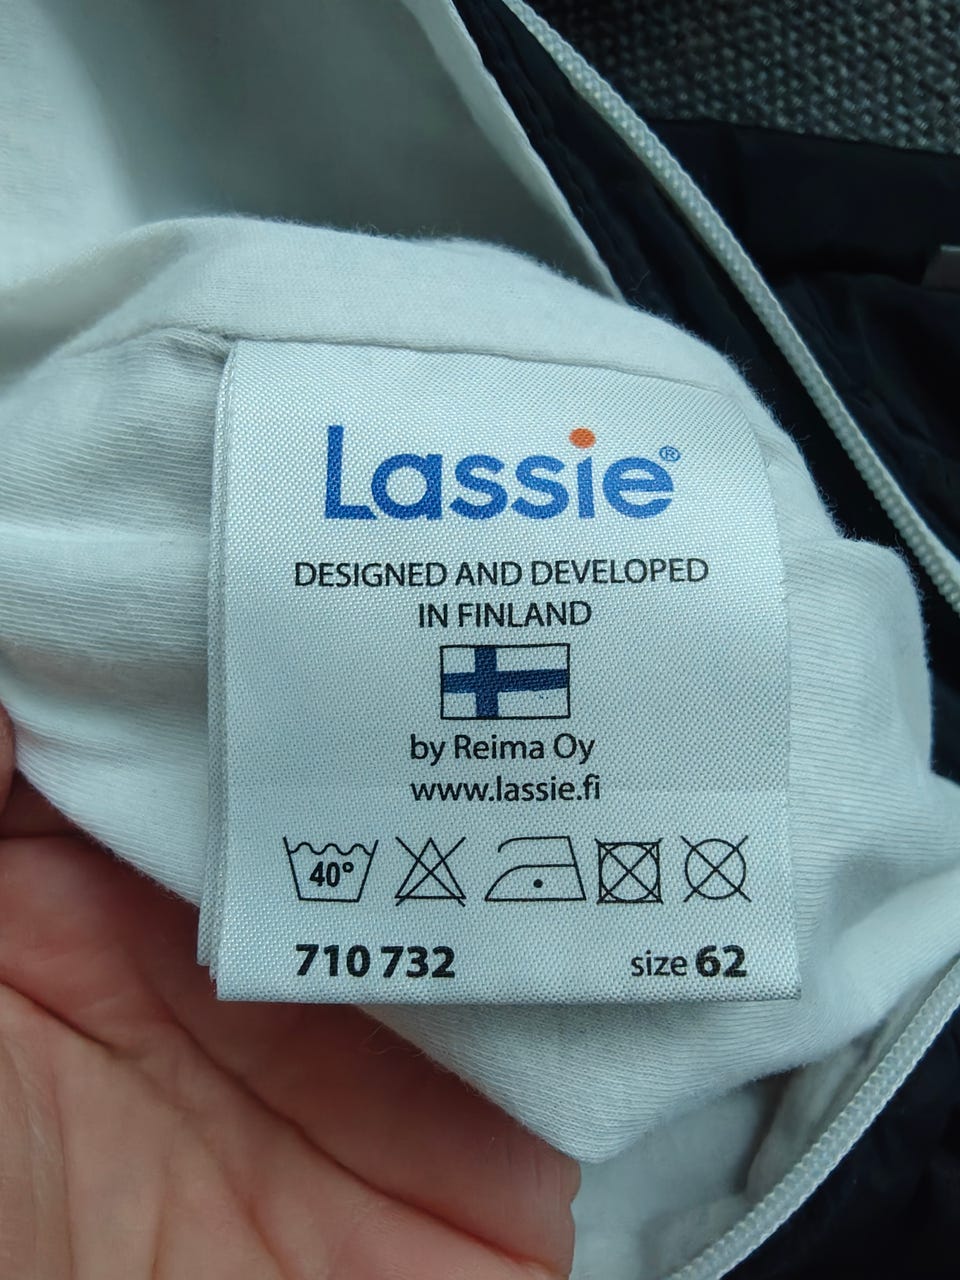 Lassie®
DESIGNED AND DEVELOPED
IN FINLAND
by Reima Oy
www.lassie.fi
40°
710 732 size 62